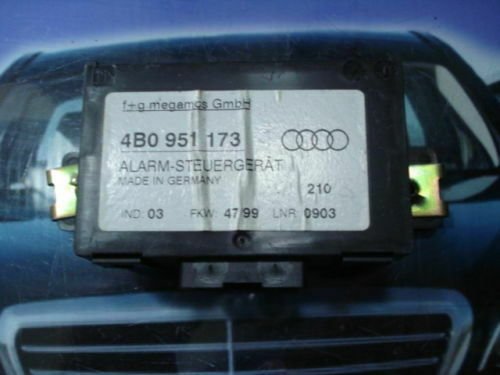 f+g megamos GmbH
4B0 951 173
ALARM-STEUERGERÄT
MADE IN GERMANY
210
IND: 03 FKW: 47/99 LNR: 0903